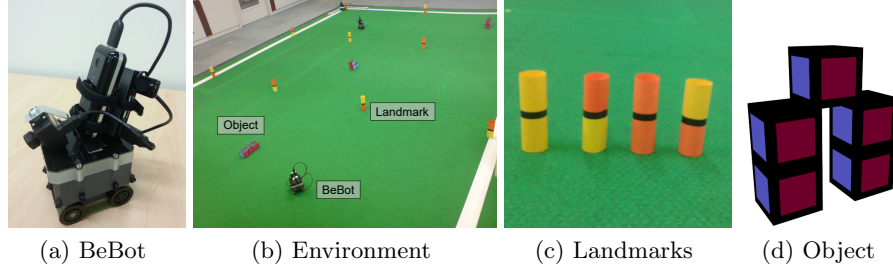 Object
Landmark
BeBot
(a) BeBot
(b) Environment
(c) Landmarks
(d) Object